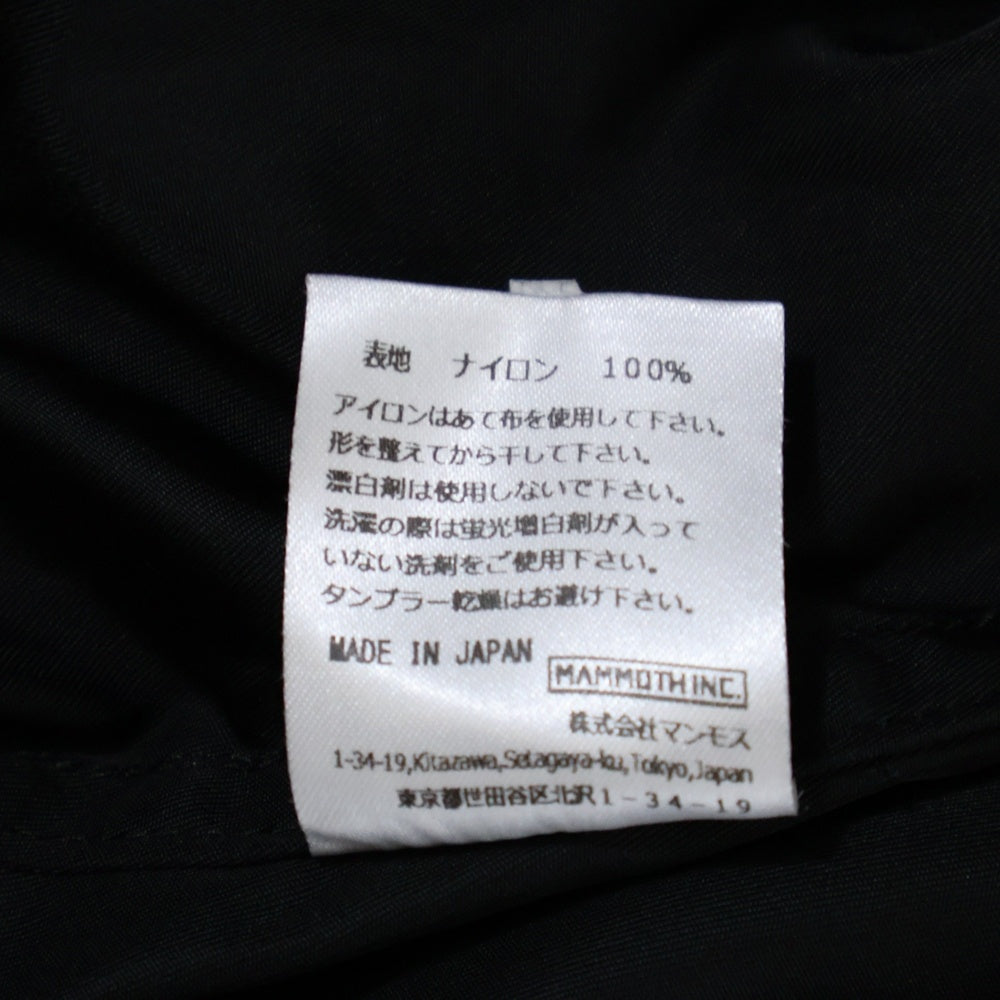 表地 ナイロン 100%
アイロンはあて布を使用して下さい。
形を整えてから干して下さい。
漂白剤は使用しないで下さい。
洗濯の際は蛍光増白剤が入って
いない洗剤をご使用下さい。
タンブラー乾燥はお避け下さい。
MADE IN JAPAN
MAMMOTH INC.
株式会社マンモス
1-34-19,Kitazawa,Setagaya-ku,Tokyo,Japan
東京都世田谷区北沢1-34-19